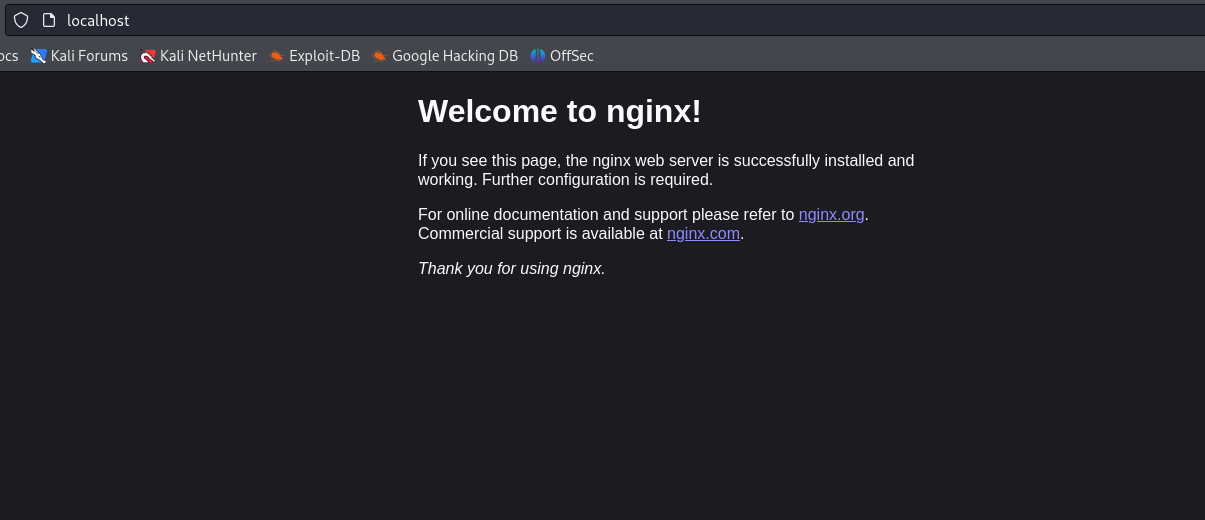 localhost
ocs Kali Forums Kali NetHunter Exploit-DB Google Hacking DB OffSec
Welcome to nginx!
If you see this page, the nginx web server is successfully installed and
working. Further configuration is required.
For online documentation and support please refer to nginx.org.
Commercial support is available at nginx.com.
Thank you for using nginx.